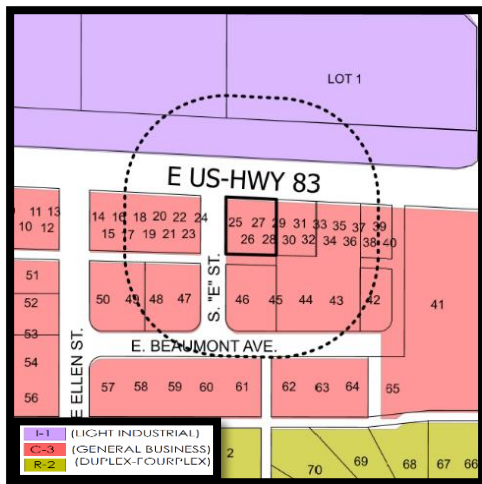 LOT 1
E US-HWY 83
11 13
10 12
14 16 18 20 22 24
15 17 19 21 23
25 27 29 31 33 35 37 39
26 28 30 32 34 36 38 40
51
52
53
54
56
50 49 48 47
46 45 44 43 42
41
S. "E" ST.
E. BEAUMONT AVE.
E ELLEN ST.
57 58 59 60 61
62 63 64 65
I-1 (LIGHT INDUSTRIAL)
C-3 (GENERAL BUSINESS)
R-2 (DUPLEX-FOURPLEX)
2
70 69 68 67 66